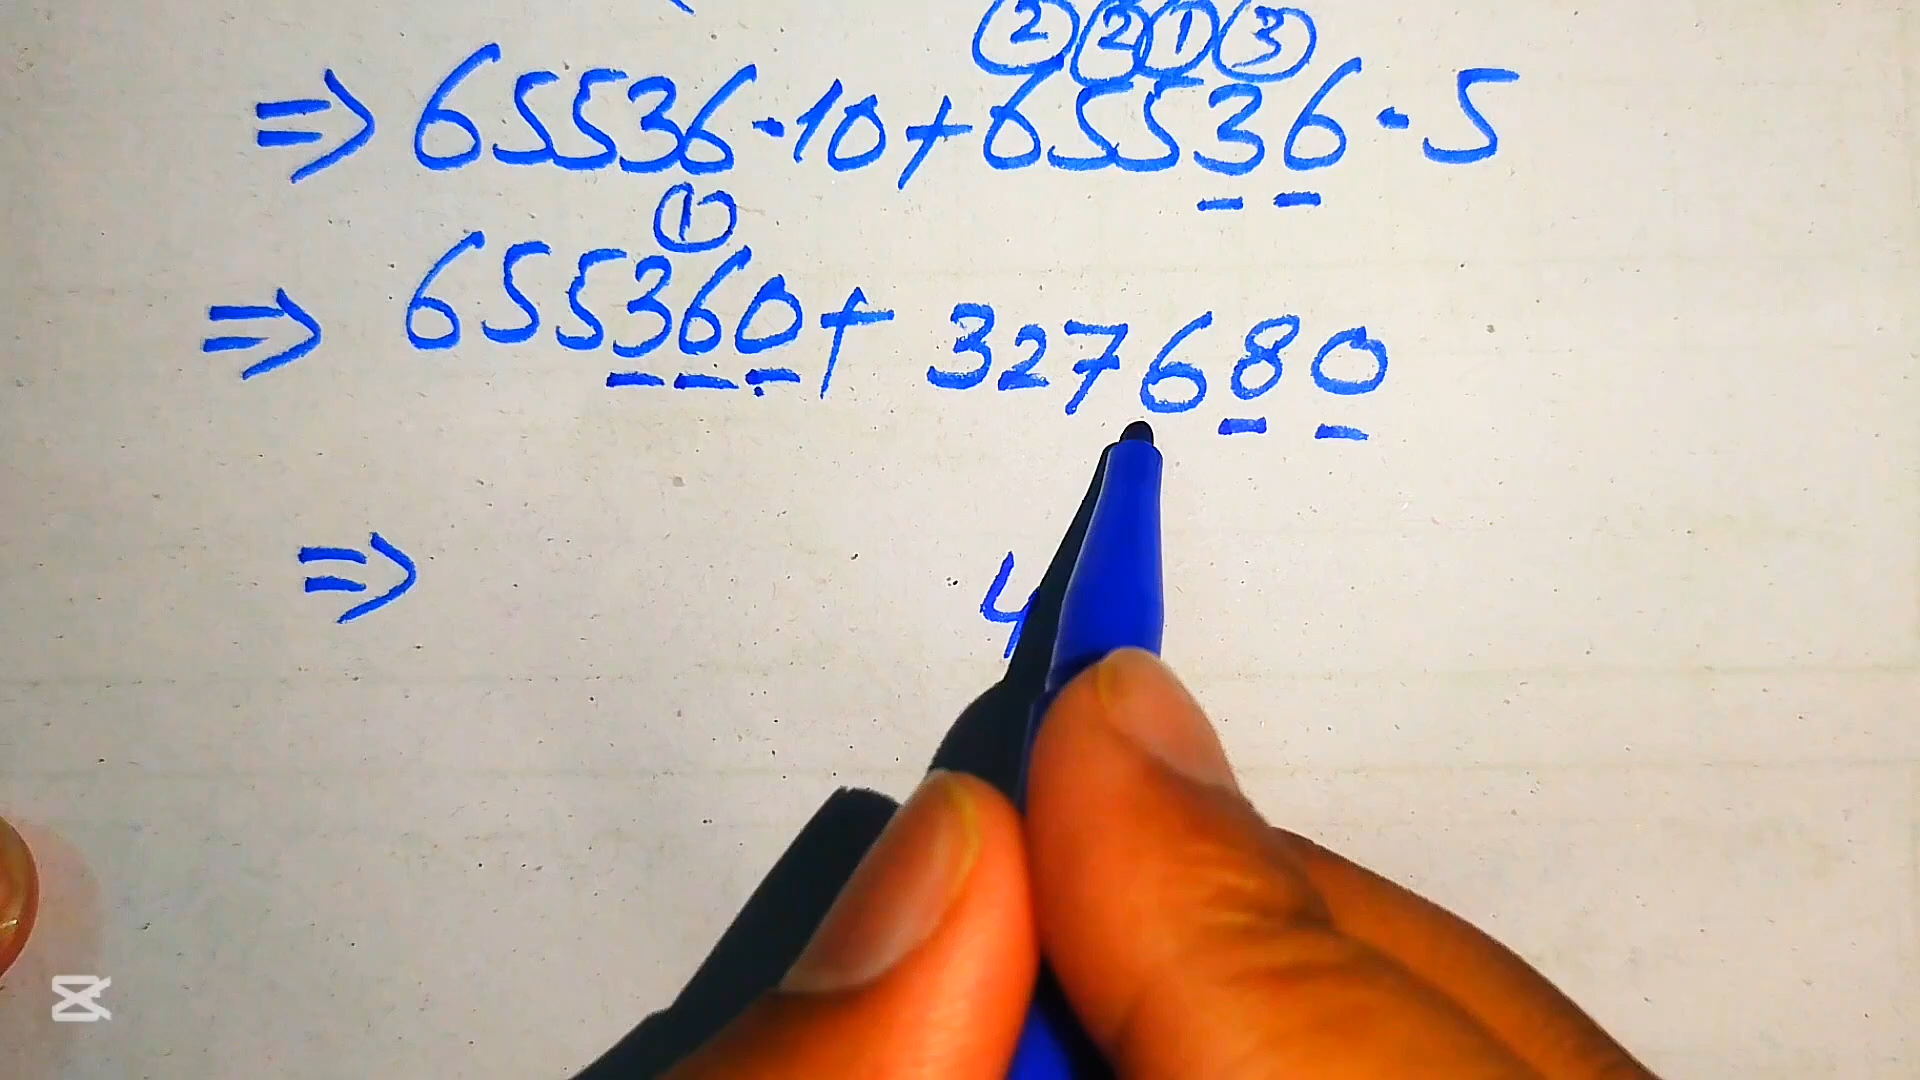 ② ② ① ③
⇒ 65536 · 10 + 65536 · 5
①
⇒ 655360 + 327680
⇒ 4